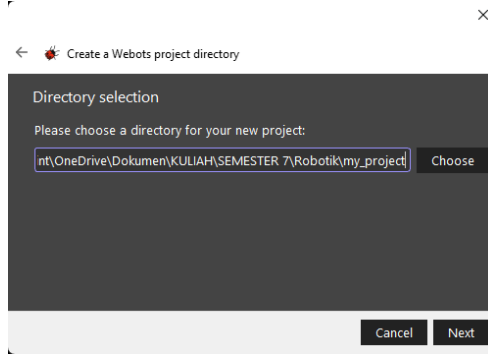 Create a Webots project directory
Directory selection
Please choose a directory for your new project:
nt\OneDrive\Dokumen\KULIAH\SEMESTER 7\Robotik\my_project Choose
Cancel Next